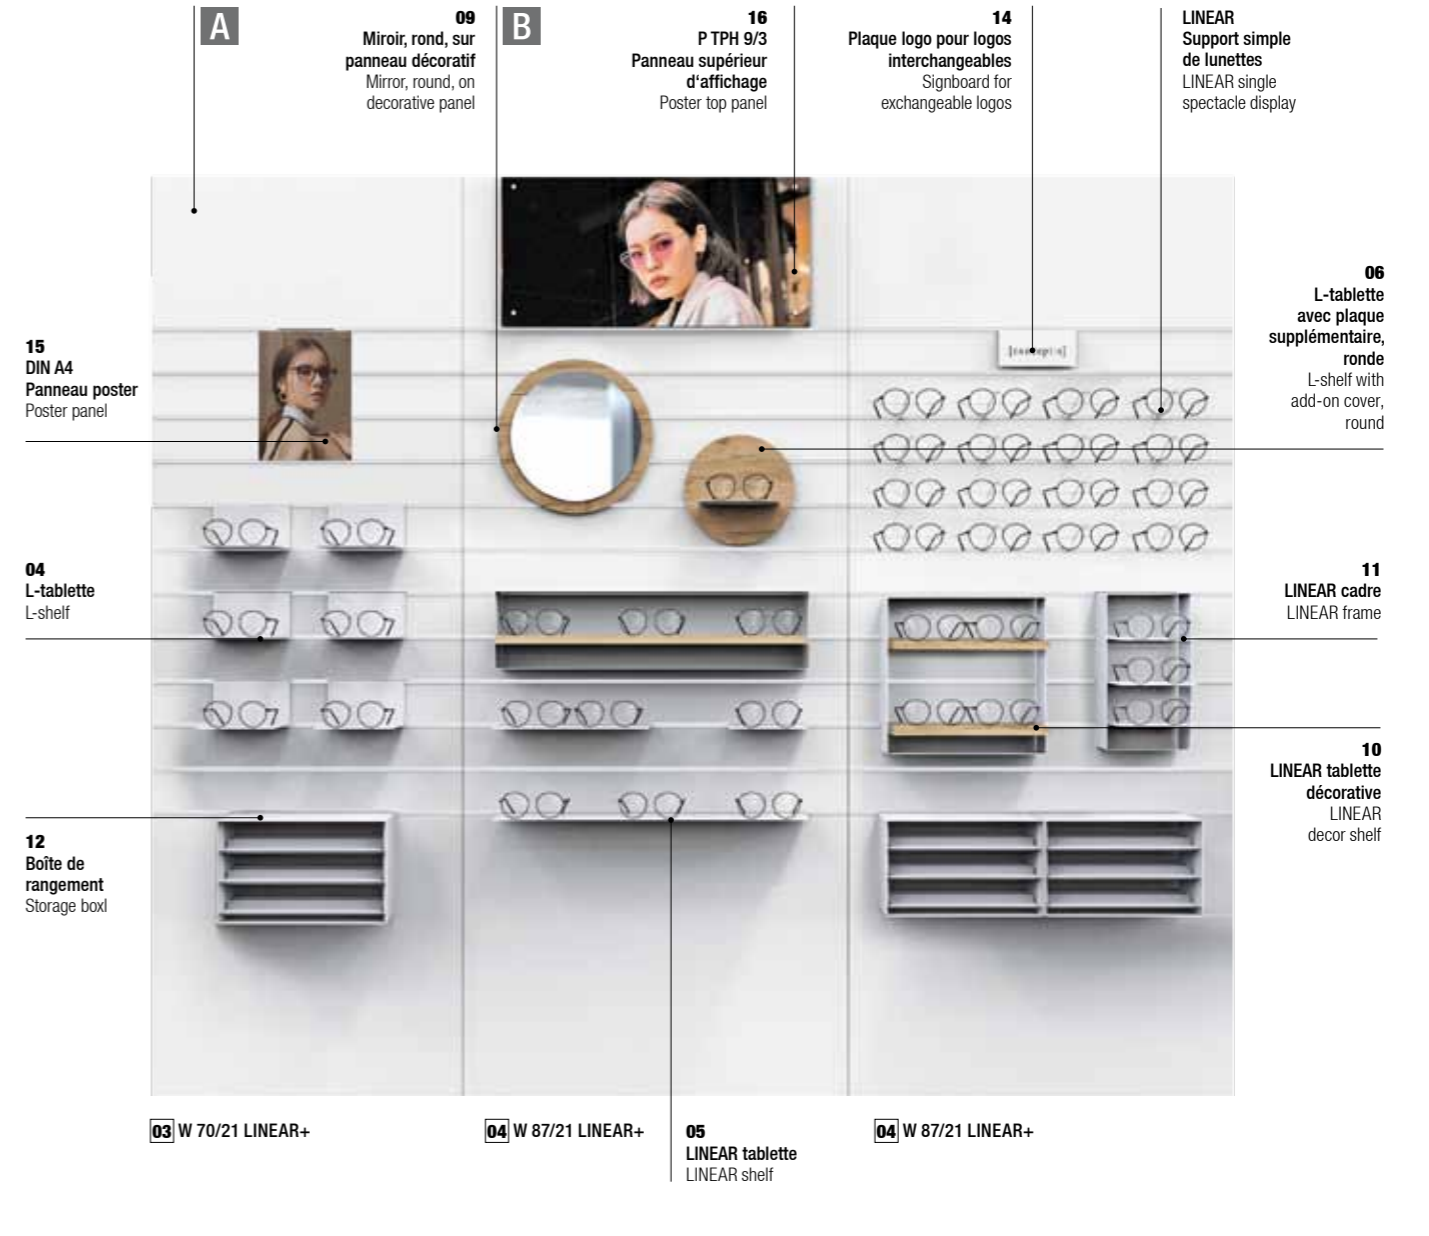 A
09
Miroir, rond, sur
panneau décoratif
Mirror, round, on
decorative panel
B
16
P TPH 9/3
Panneau supérieur
d‘affichage
Poster top panel
14
Plaque logo pour logos
interchangeables
Signboard for
exchangeable logos
LINEAR
Support simple
de lunettes
LINEAR single
spectacle display
06
L-tablette
avec plaque
supplémentaire,
ronde
L-shelf with
add-on cover,
round
15
DIN A4
Panneau poster
Poster panel
04
L-tablette
L-shelf
11
LINEAR cadre
LINEAR frame
10
LINEAR tablette
décorative
LINEAR
decor shelf
12
Boîte de
rangement
Storage boxl
03 W 70/21 LINEAR+
04 W 87/21 LINEAR+
05
LINEAR tablette
LINEAR shelf
04 W 87/21 LINEAR+